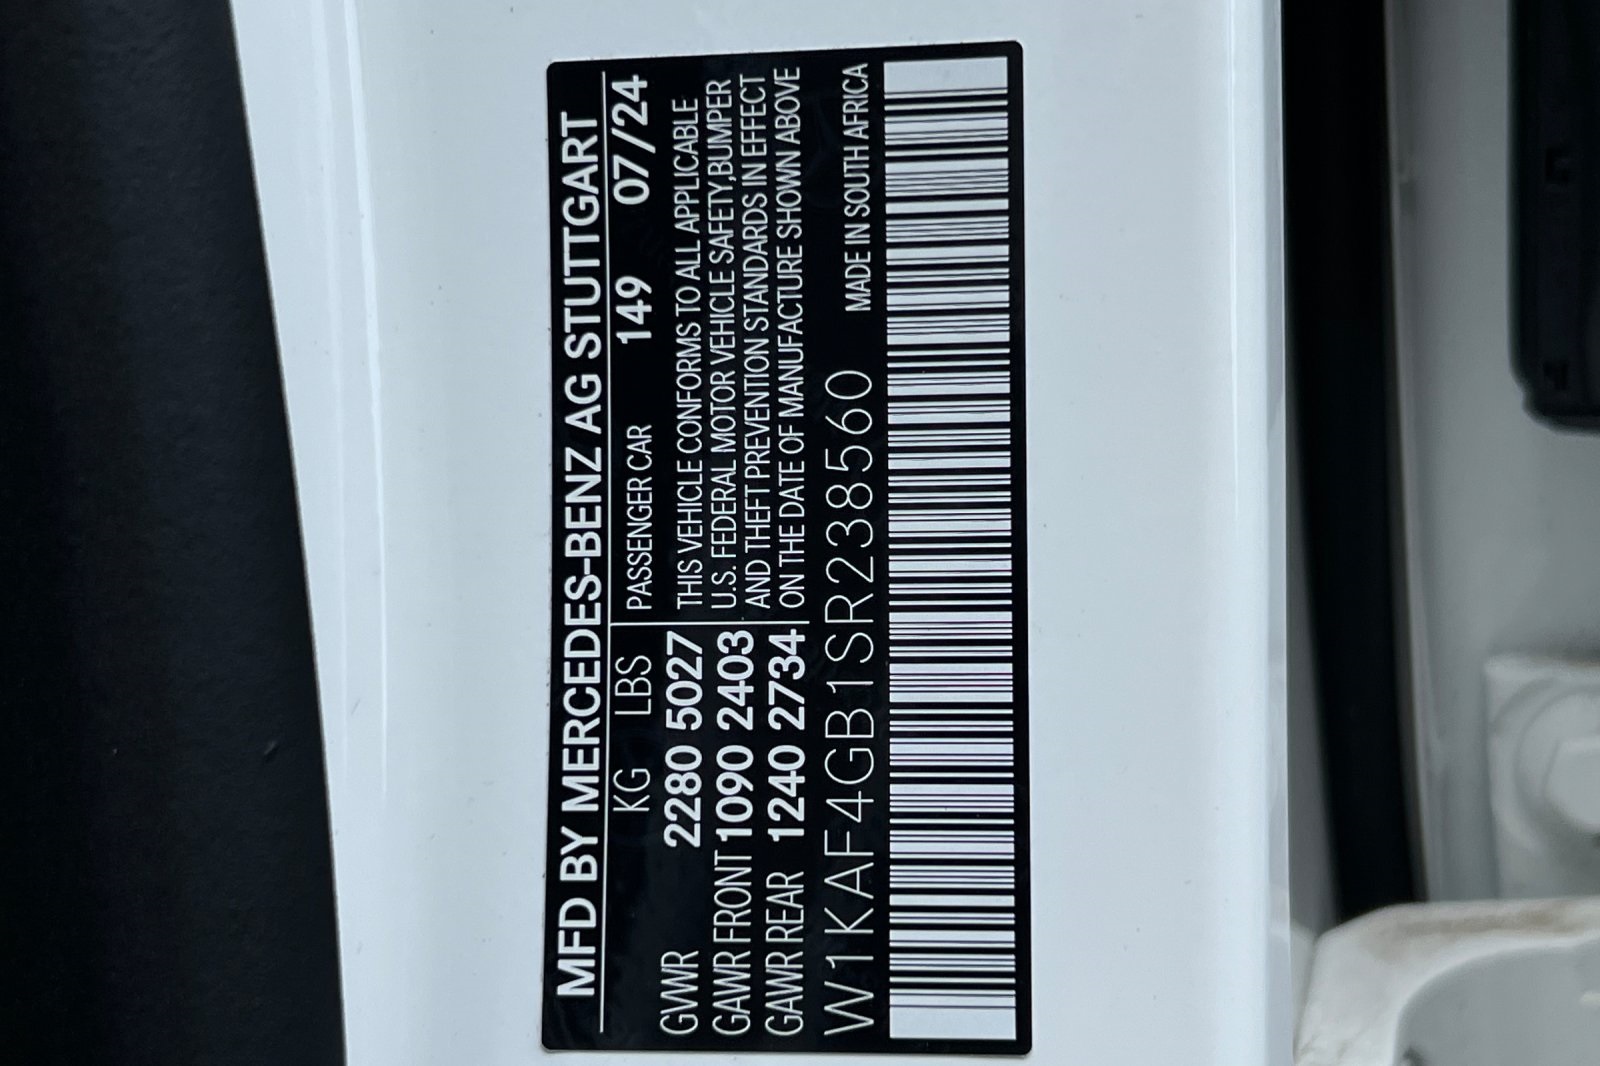 MFD BY MERCEDES-BENZ AG STUTTGART
KG LBS PASSENGER CAR 149 07/24
GVWR 2280 5027 THIS VEHICLE CONFORMS TO ALL APPLICABLE
GAWR FRONT 1090 2403 U.S. FEDERAL MOTOR VEHICLE SAFETY,BUMPER
AND THEFT PREVENTION STANDARDS IN EFFECT
GAWR REAR 1240 2734 ON THE DATE OF MANUFACTURE SHOWN ABOVE
W1KAF4GB1SR238560 MADE IN SOUTH AFRICA